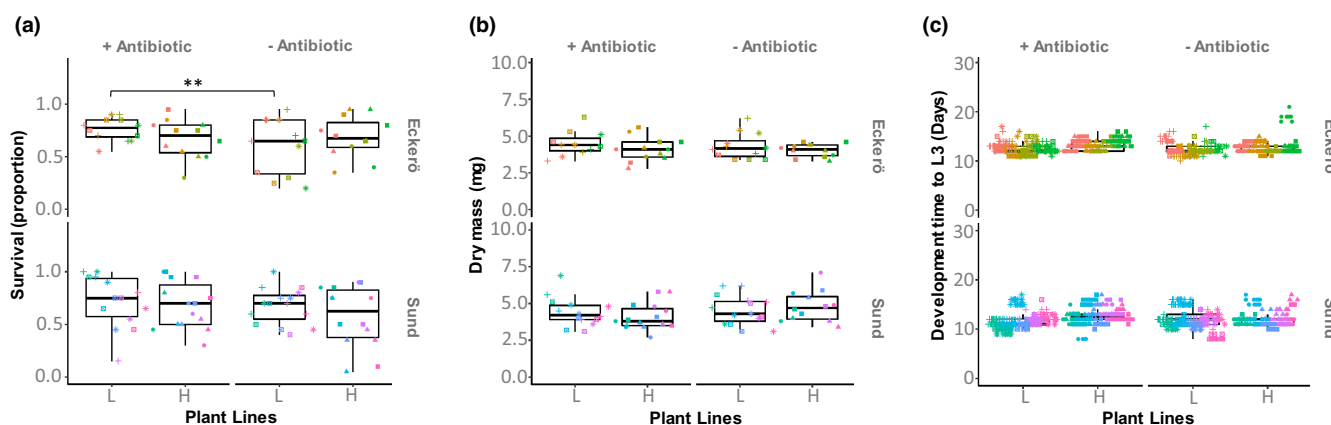 (a)
+ Antibiotic
- Antibiotic
**
Survival (proportion)
1.0
0.5
0.0
Eckerö
1.0
0.5
0.0
Sund
L
H
L
H
Plant Lines
(b)
+ Antibiotic
- Antibiotic
Dry mass (mg)
10.0
7.5
5.0
2.5
0.0
Eckerö
10.0
7.5
5.0
2.5
0.0
Sund
L
H
L
H
Plant Lines
(c)
+ Antibiotic
- Antibiotic
Development time to L3 (Days)
30
20
10
0
Eckerö
30
20
10
0
Sund
L
H
L
H
Plant Lines